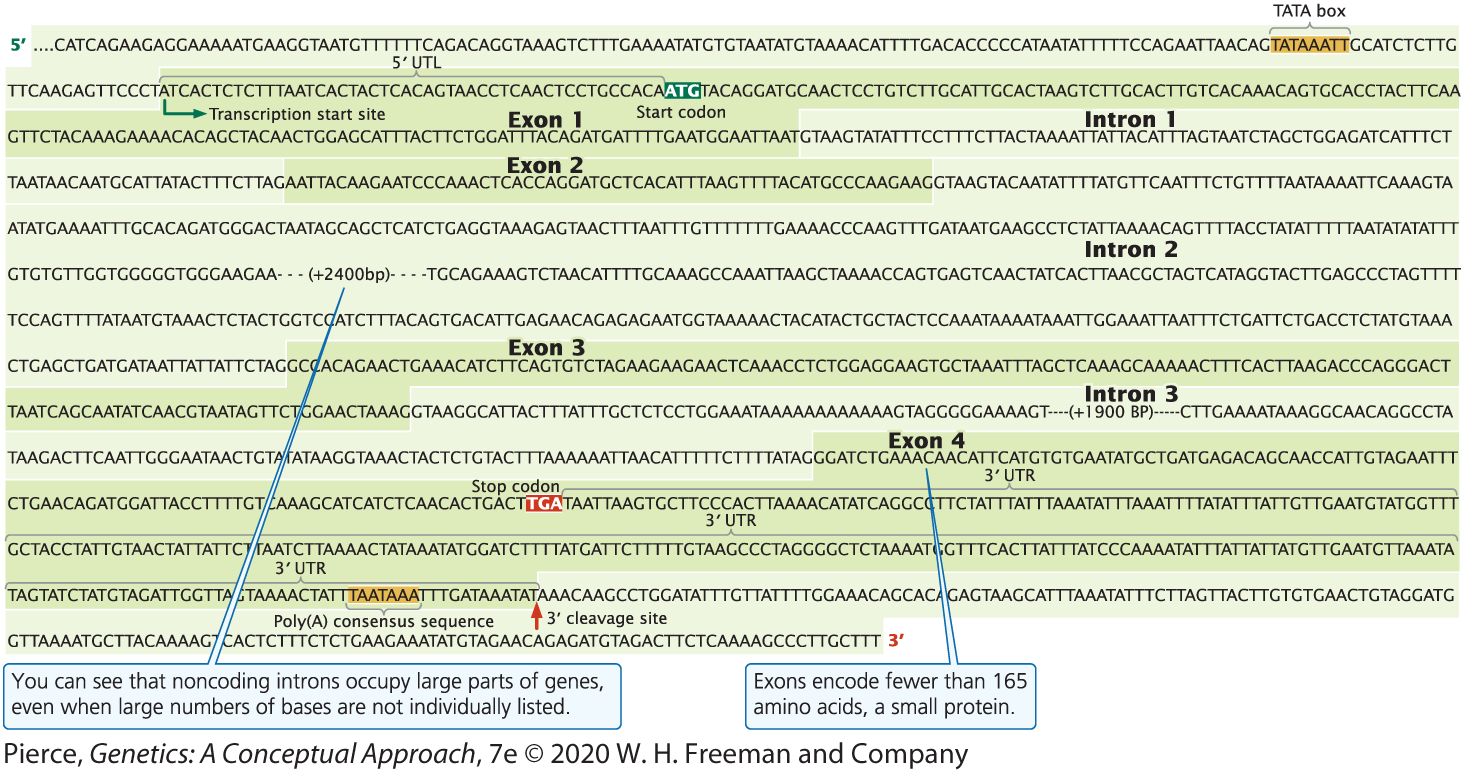 TATA box
5′ ....CATCAGAAGAGGAAAAATGAAGGTAATGTTTTTTCAGACAGGTAAAGTCTTTGAAAATATGTGTAATATGTAAAACATTTTGACACCCCCATAATATTTTTCCAGAATTAACAGTATAAATTGCATCTCTTG
5′ UTL
TTCAAGAGTTCCCTATCACTCTCTTTAATCACTACTCACAGTAACCTCAACTCCTGCCACAATGTACAGGATGCAACTCCTGTCTTGCATTGCACTAAGTCTTGCACTTGTCACAAACAGTGCACCTACTTCAA
Transcription start site
Start codon
Exon 1
Intron 1
GTTCTACAAAGAAAACACAGCTACAACTGGAGCATTTACTTCTGGATTTACAGATGATTTTGAATGGAATTAATGTAAGTATATTTCCTTTCTTACTAAAATTATTACATTTAGTAATCTAGCTGGAGATCATTTCT
Exon 2
TAATAACAATGCATTATACTTTCTTAGAATTACAAGAATCCCAAACTCACCAGGATGCTCACATTTAAGTTTTACATGCCCAAGAAGGTAAGTACAATATTTTATGTTCAATTTCTGTTTTAATAAAATTCAAAGTA
ATATGAAAATTTGCACAGATGGGACTAATAGCAGCTCATCTGAGGTAAAGAGTAACTTTAATTTGTTTTTTTGAAAACCCAAGTTTGATAATGAAGCCTCTATTAAAACAGTTTTACCTATATTTTTAATATATATTT
Intron 2
GTGTGTTGGTGGGGGTGGGAAGAA- - - (+2400bp)- - - -TGCAGAAAGTCTAACATTTTGCAAAGCCAAATTAAGCTAAAACCAGTGAGTCAACTATCACTTAACGCTAGTCATAGGTACTTGAGCCCTAGTTTT
TCCAGTTTTATAATGTAAACTCTACTGGTCGATCTTTACAGTGACATTGAGAACAGAGAGAATGGTAAAAACTACATACTGCTACTCCAAATAAAATAAATTGGAAATTAATTTCTGATTCTGACCTCTATGTAAA
Exon 3
CTGAGCTGATGATAATTATTATTCTAGGCCACAGAACTGAAACATCTTCAGTGTCTAGAAGAAGAACTCAAACCTCTGGAGGAAGTGCTAAATTTAGCTCAAAGCAAAAACTTTCACTTAAGACCCAGGGACT
Intron 3
TAATCAGCAATATCAACGTAATAGTTCTGGAACTAAAGGTAAGGCATTACTTTATTTGCTCTCCTGGAAATAAAAAAAAAAAAGTAGGGGGAAAAGT----(+1900 BP)-----CTTGAAAATAAAGGCAACAGGCCTA
Exon 4
TAAGACTTCAATTGGGAATAACTGTATATAAGGTAAACTACTCTGTACTTTAAAAAATTAACATTTTTCTTTTATAGGGATCTGAAACAACATTCATGTGTGAATATGCTGATGAGACAGCAACCATTGTAGAATTT
3′ UTR
Stop codon
CTGAACAGATGGATTACCTTTTGTCAAAGCATCATCTCAACACTGACTTGATAATTAAGTGCTTCCCACTTAAAACATATCAGGCCTTCTATTTATTTAAATATTTAAATTTTATATTTATTGTTGAATGTATGGTTT
3′ UTR
GCTACCTATTGTAACTATTATTCTTAATCTTAAAACTATAAATATGGATCTTTTATGATTCTTTTTGTAAGCCCTAGGGGCTCTAAAATGGTTTCACTTATTTATCCCAAAATATTTATTATTATGTTGAATGTTAAATA
3′ UTR
TAGTATCTATGTAGATTGGTTAGTAAAACTATTTAATAAATTTGATAAATATAAACAAGCCTGGATATTTGTTATTTTGGAAACAGCACAGAGTAAGCATTTAAATATTTCTTAGTTACTTGTGTGAACTGTAGGATG
Poly(A) consensus sequence
3′ cleavage site
GTTAAAATGCTTACAAAAGTCACTCTTTCTCTGAAGAAATATGTAGAACAGAGATGTAGACTTCTCAAAAGCCCTTGCTTT 3′
You can see that noncoding introns occupy large parts of genes,
even when large numbers of bases are not individually listed.
Exons encode fewer than 165
amino acids, a small protein.
Pierce, Genetics: A Conceptual Approach, 7e © 2020 W. H. Freeman and Company